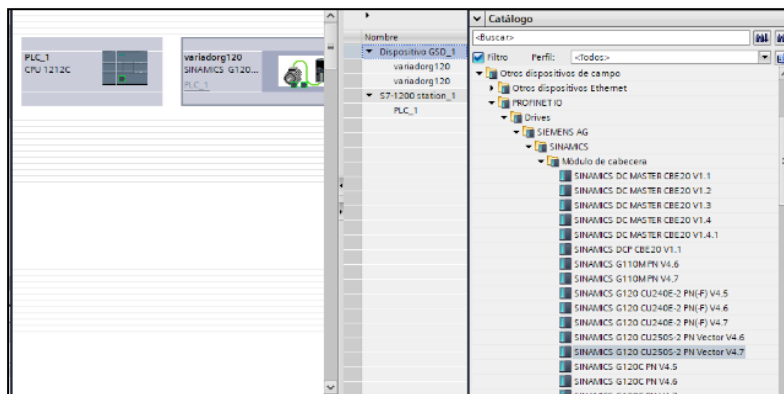 PLC_1
CPU 1212C
variadorg120
SINAMICS G120...
PLC_1
Nombre
Dispositivo GSD_1
variadorg120
variadorg120
S7-1200 station_1
PLC_1
Catálogo
<Buscar>
Filtro Perfil: <Todos>
Otros dispositivos de campo
Otros dispositivos Ethernet
PROFINET IO
Drives
SIEMENS AG
SINAMICS
Módulo de cabecera
SINAMICS DC MASTER CBE20 V1.1
SINAMICS DC MASTER CBE20 V1.2
SINAMICS DC MASTER CBE20 V1.3
SINAMICS DC MASTER CBE20 V1.4
SINAMICS DC MASTER CBE20 V1.4.1
SINAMICS DCP CBE20 V1.1
SINAMICS G110M PN V4.6
SINAMICS G110M PN V4.7
SINAMICS G120 CU240E-2 PN(-F) V4.5
SINAMICS G120 CU240E-2 PN(-F) V4.6
SINAMICS G120 CU240E-2 PN(-F) V4.7
SINAMICS G120 CU250S-2 PN Vector V4.6
SINAMICS G120 CU250S-2 PN Vector V4.7
SINAMICS G120C PN V4.5
SINAMICS G120C PN V4.6